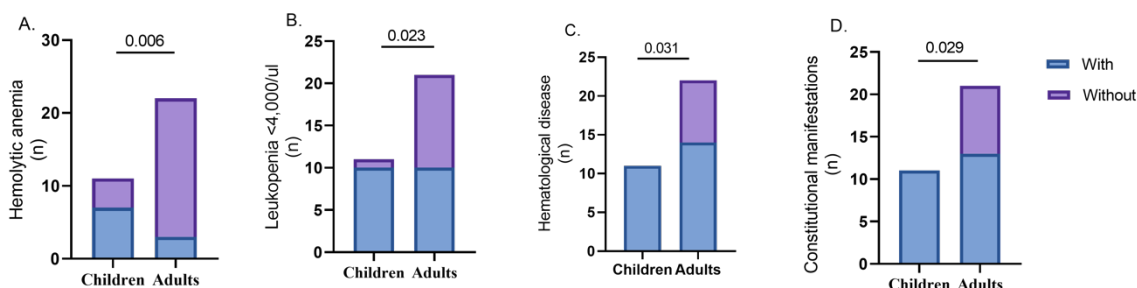 A.
Hemolytic anemia
(n)
30
20
10
0
0.006
Children Adults
B.
Leukopenia <4,000/ul
(n)
25
20
15
10
5
0
0.023
Children Adults
C.
Hematological disease
(n)
25
20
15
10
5
0
0.031
Children Adults
D.
Constitutional manifestations
(n)
25
20
15
10
5
0
0.029
Children Adults
With
Without